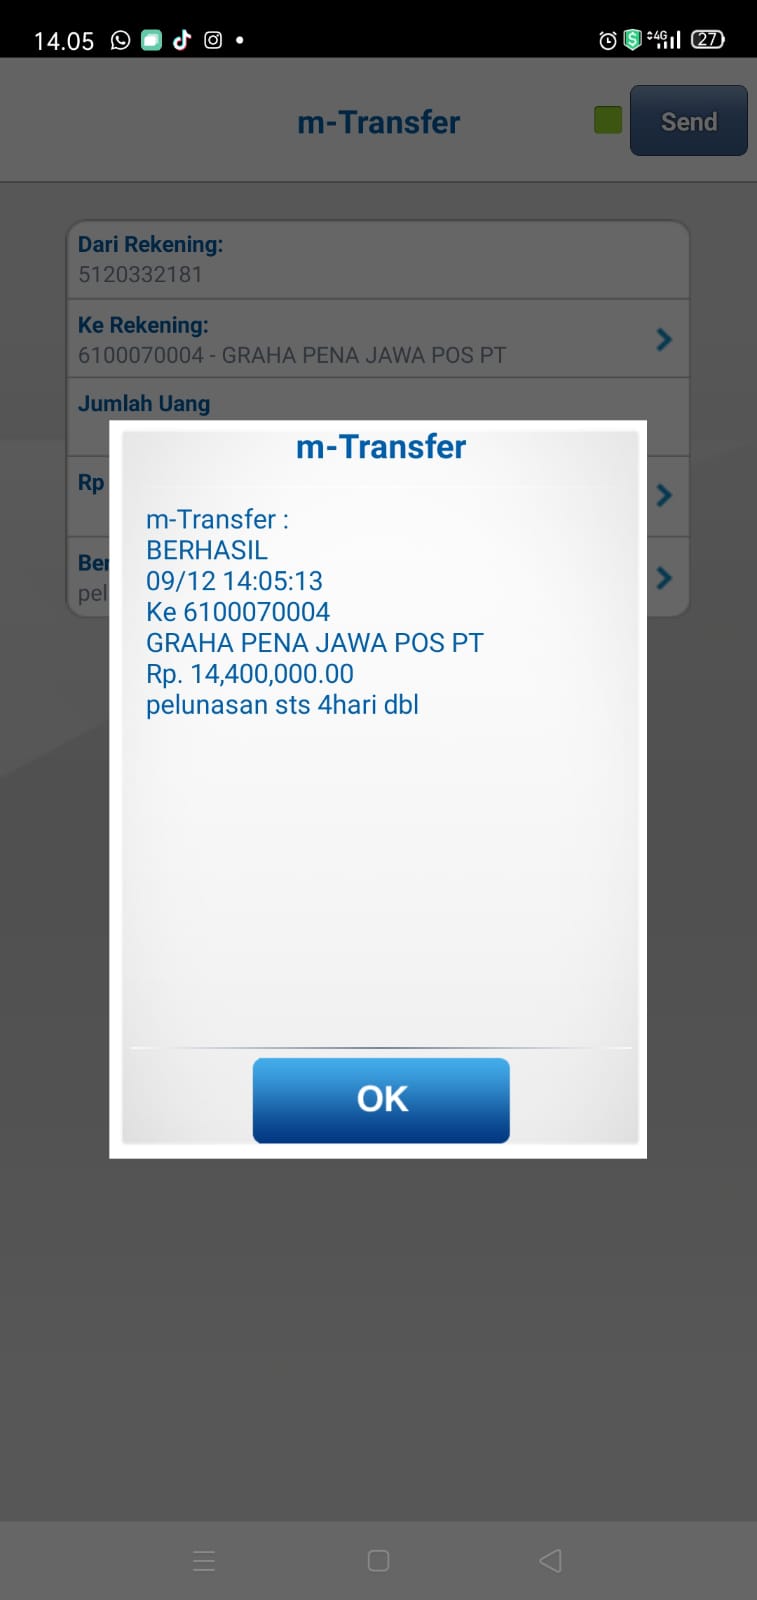 14.05
4G
27
m-Transfer
Send
Dari Rekening:
5120332181
Ke Rekening:
6100070004 - GRAHA PENA JAWA POS PT
Jumlah Uang
Rp
Ber
pel
m-Transfer
m-Transfer :
BERHASIL
09/12 14:05:13
Ke 6100070004
GRAHA PENA JAWA POS PT
Rp. 14,400,000.00
pelunasan sts 4hari dbl
OK